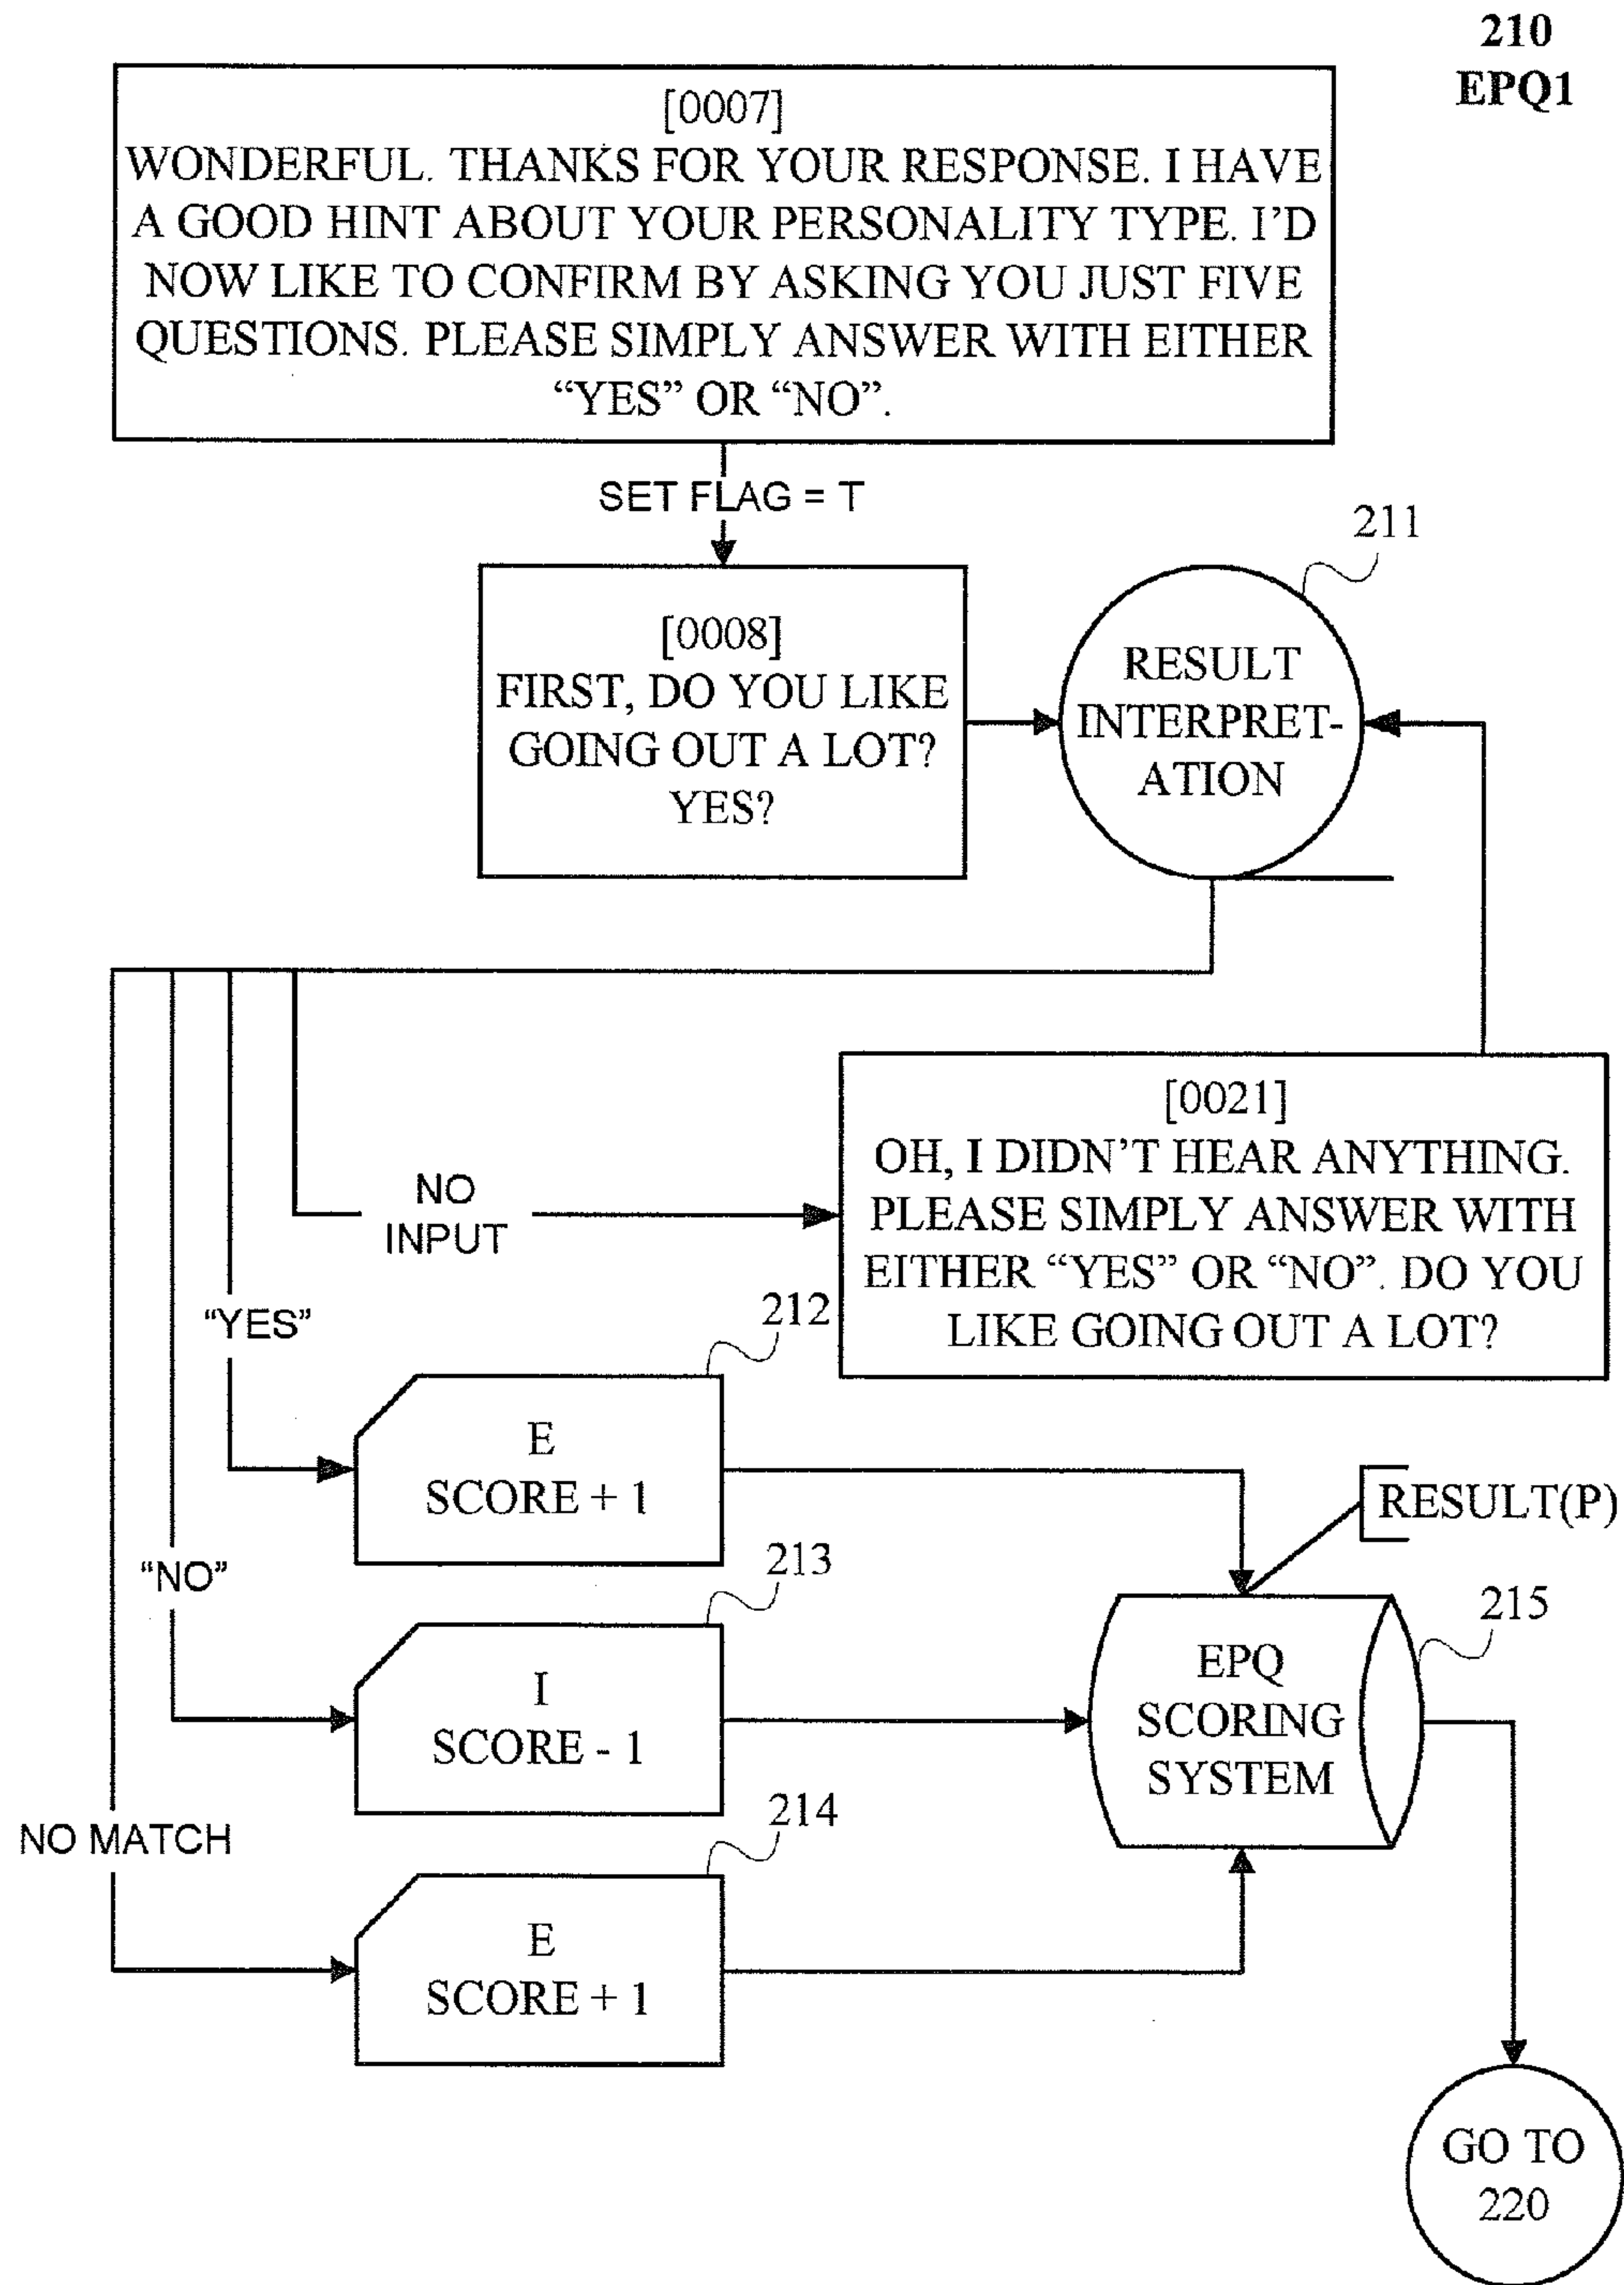 210
EPQ1
[0007]
WONDERFUL. THANKS FOR YOUR RESPONSE. I HAVE
A GOOD HINT ABOUT YOUR PERSONALITY TYPE. I'D
NOW LIKE TO CONFIRM BY ASKING YOU JUST FIVE
QUESTIONS. PLEASE SIMPLY ANSWER WITH EITHER
“YES” OR “NO”.
SET FLAG = T
211
[0008]
FIRST, DO YOU LIKE
GOING OUT A LOT?
YES?
RESULT
INTERPRET-
ATION
[0021]
OH, I DIDN'T HEAR ANYTHING.
PLEASE SIMPLY ANSWER WITH
EITHER “YES” OR “NO”. DO YOU
LIKE GOING OUT A LOT?
NO
INPUT
“YES”
212
E
SCORE + 1
RESULT(P)
“NO”
213
I
SCORE - 1
215
EPQ
SCORING
SYSTEM
NO MATCH
214
E
SCORE + 1
GO TO
220